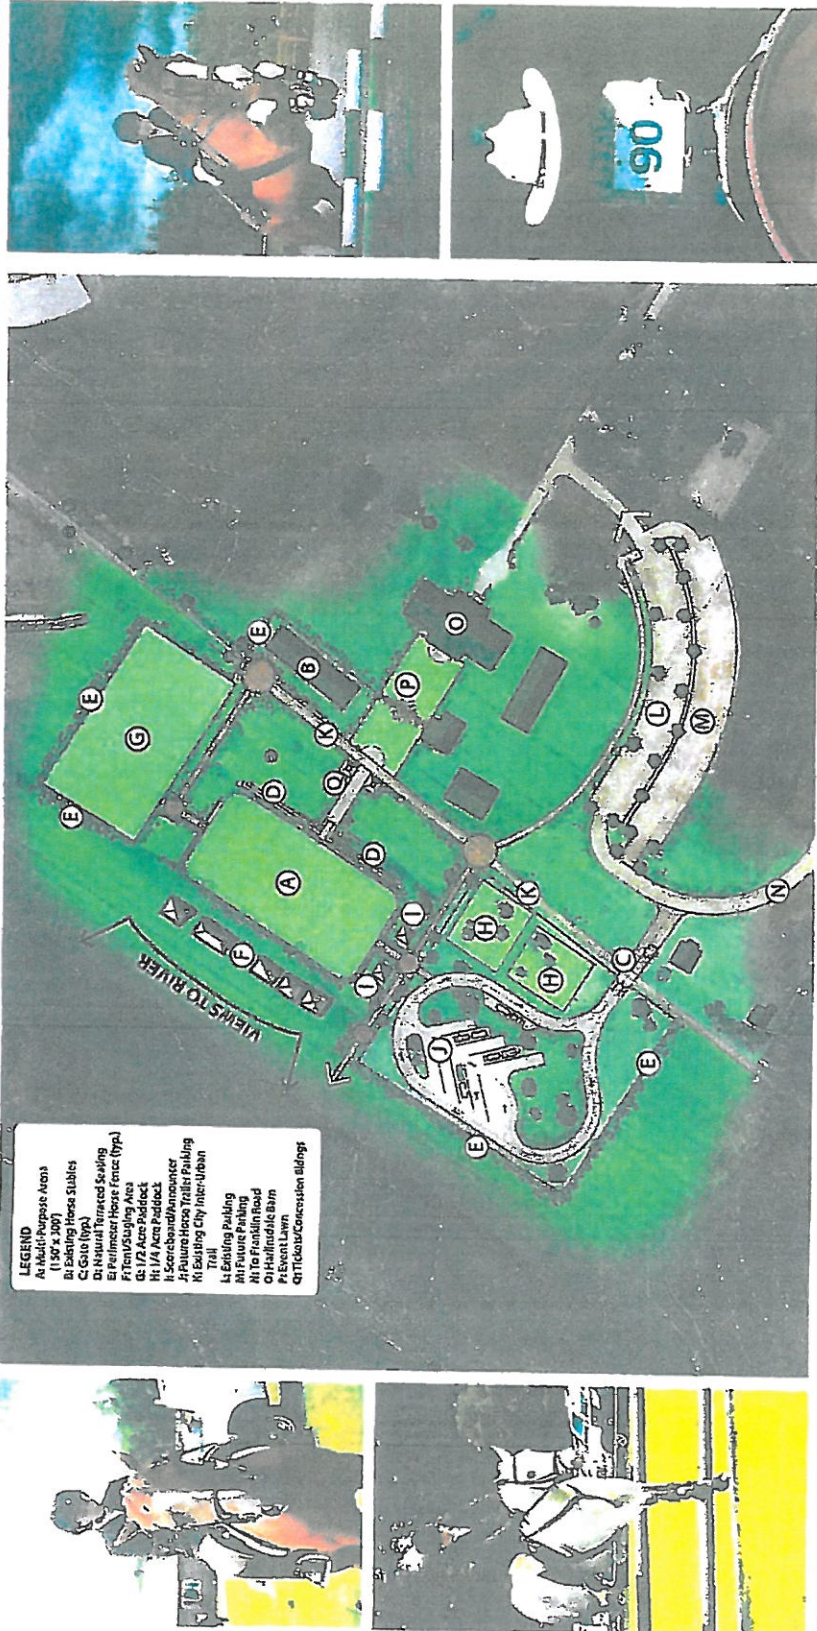 LEGEND
A: Multi-Purpose Arena
(150' x 300')
B: Existing Horse Stables
C: Gate (typ.)
D: Natural Terraced Seating
E: Perimeter Horse Fence (typ.)
F: Tent/Staging Area
G: 1/2 Acre Paddock
H: 1/4 Acre Paddock
I: Scoreboard/Announcer
J: Future Horse Trailer Parking
K: Existing City Inter-Urban
Trail
L: Existing Parking
M: Future Parking
N: To Franklin Road
O: Harlinsdale Barn
P: Event Lawn
Q: Tickets/Concession Bldngs
VIEWS TO RIVER
E
E
G
E
B
D
K
Q
P
O
A
D
F
I
I
H
K
H
C
J
E
E
L
M
N
90